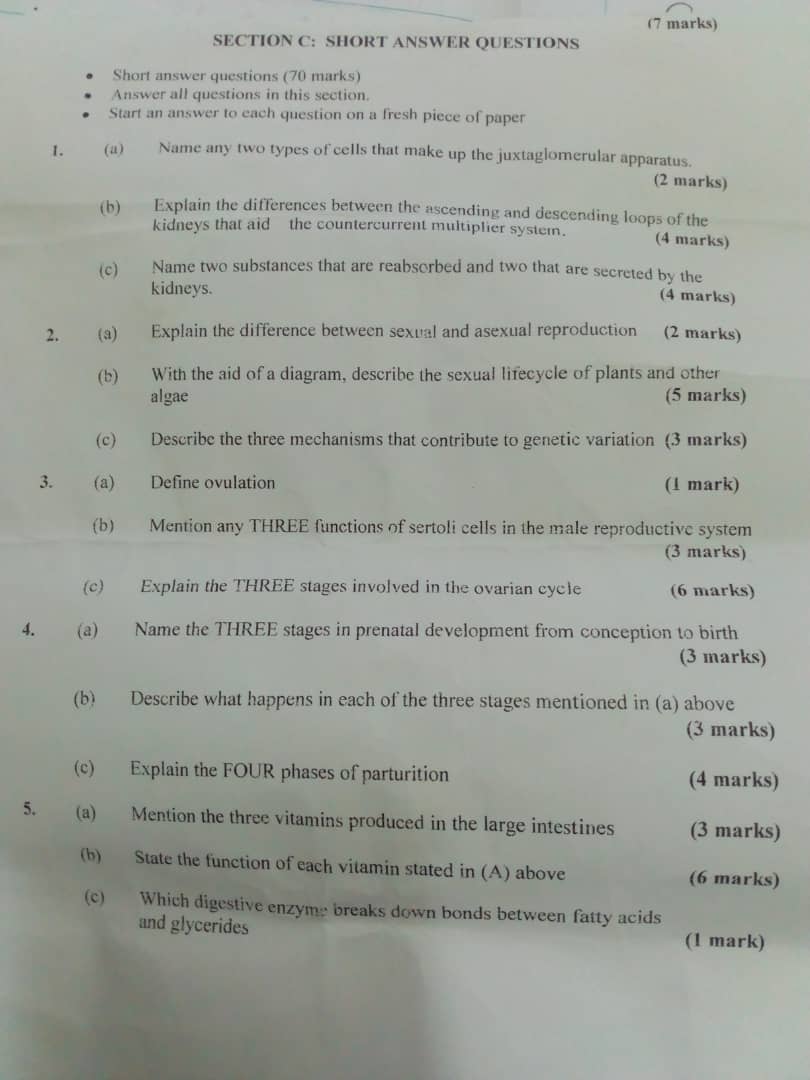 (7 marks)
SECTION C: SHORT ANSWER QUESTIONS
• Short answer questions (70 marks)
• Answer all questions in this section.
• Start an answer to each question on a fresh piece of paper
1. (a) Name any two types of cells that make up the juxtaglomerular apparatus.
(2 marks)
(b) Explain the differences between the ascending and descending loops of the
kidneys that aid the countercurrent multiplier system.
(4 marks)
(c) Name two substances that are reabsorbed and two that are secreted by the
kidneys.
(4 marks)
2. (a) Explain the difference between sexual and asexual reproduction (2 marks)
(b) With the aid of a diagram, describe the sexual lifecycle of plants and other
algae (5 marks)
(c) Describe the three mechanisms that contribute to genetic variation (3 marks)
3. (a) Define ovulation (1 mark)
(b) Mention any THREE functions of sertoli cells in the male reproductive system
(3 marks)
(c) Explain the THREE stages involved in the ovarian cycle (6 marks)
4. (a) Name the THREE stages in prenatal development from conception to birth
(3 marks)
(b) Describe what happens in each of the three stages mentioned in (a) above
(3 marks)
(c) Explain the FOUR phases of parturition (4 marks)
5. (a) Mention the three vitamins produced in the large intestines (3 marks)
(b) State the function of each vitamin stated in (A) above (6 marks)
(c) Which digestive enzyme breaks down bonds between fatty acids
and glycerides (1 mark)